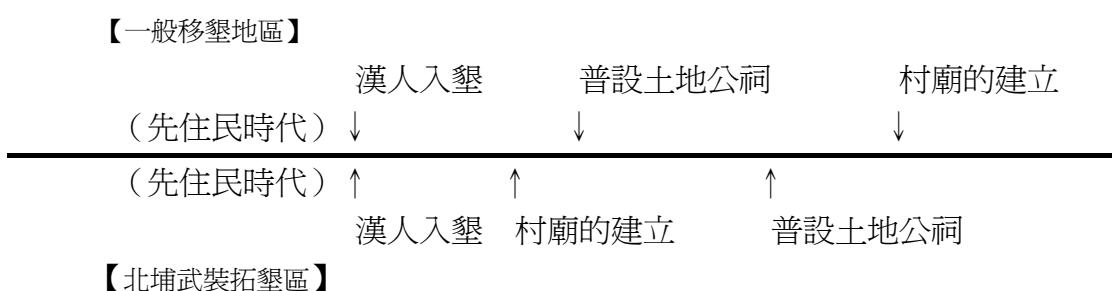 【一般移墾地區】
漢人入墾 普設土地公祠 村廟的建立
（先住民時代）↓ ↓ ↓
（先住民時代）↑ ↑ ↑
漢人入墾 村廟的建立 普設土地公祠
【北埔武裝拓墾區】